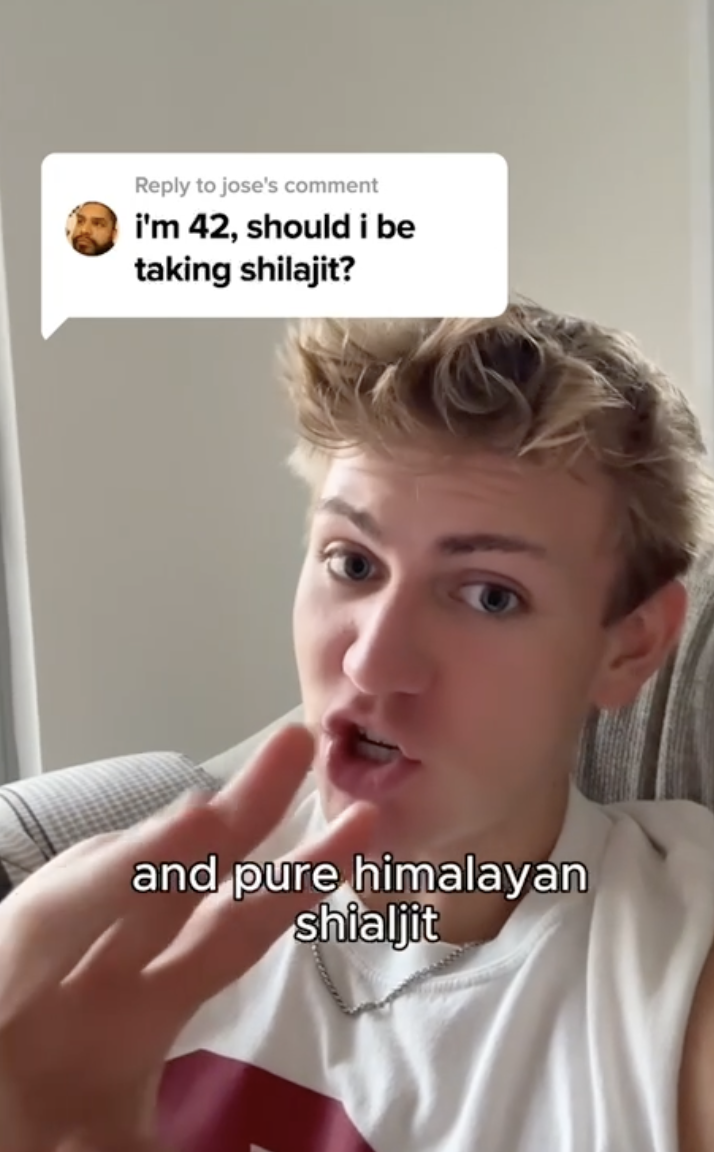 Reply to jose's comment
i'm 42, should i be
taking shilajit?
and pure himalayan
shialjit